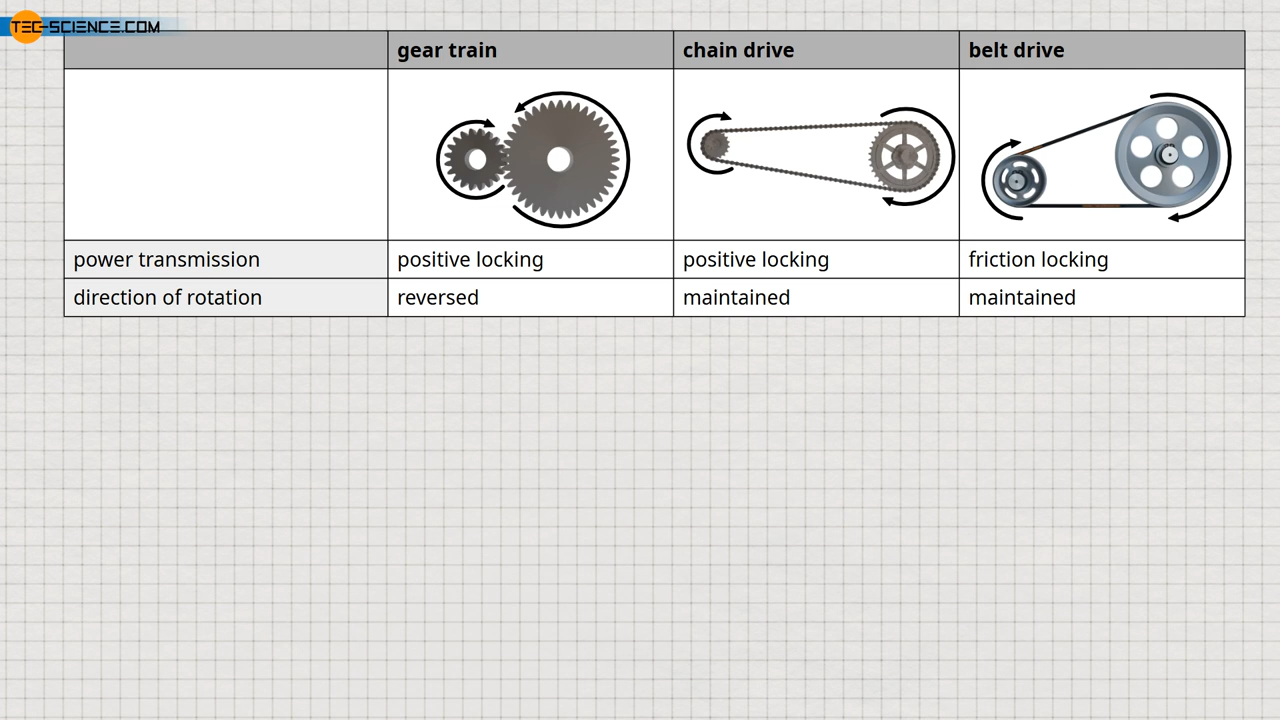 TEC-SCIENCE.COM
gear train chain drive belt drive
power transmission positive locking positive locking friction locking
direction of rotation reversed maintained maintained